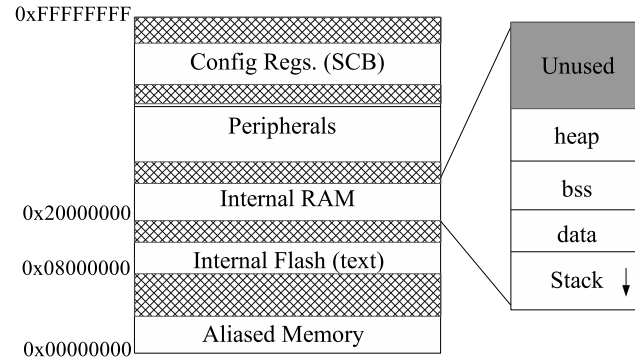 0xFFFFFFFF
Config Regs. (SCB)
Peripherals
Internal RAM
0x20000000
Internal Flash (text)
0x08000000
Aliased Memory
0x00000000
Unused
heap
bss
data
Stack